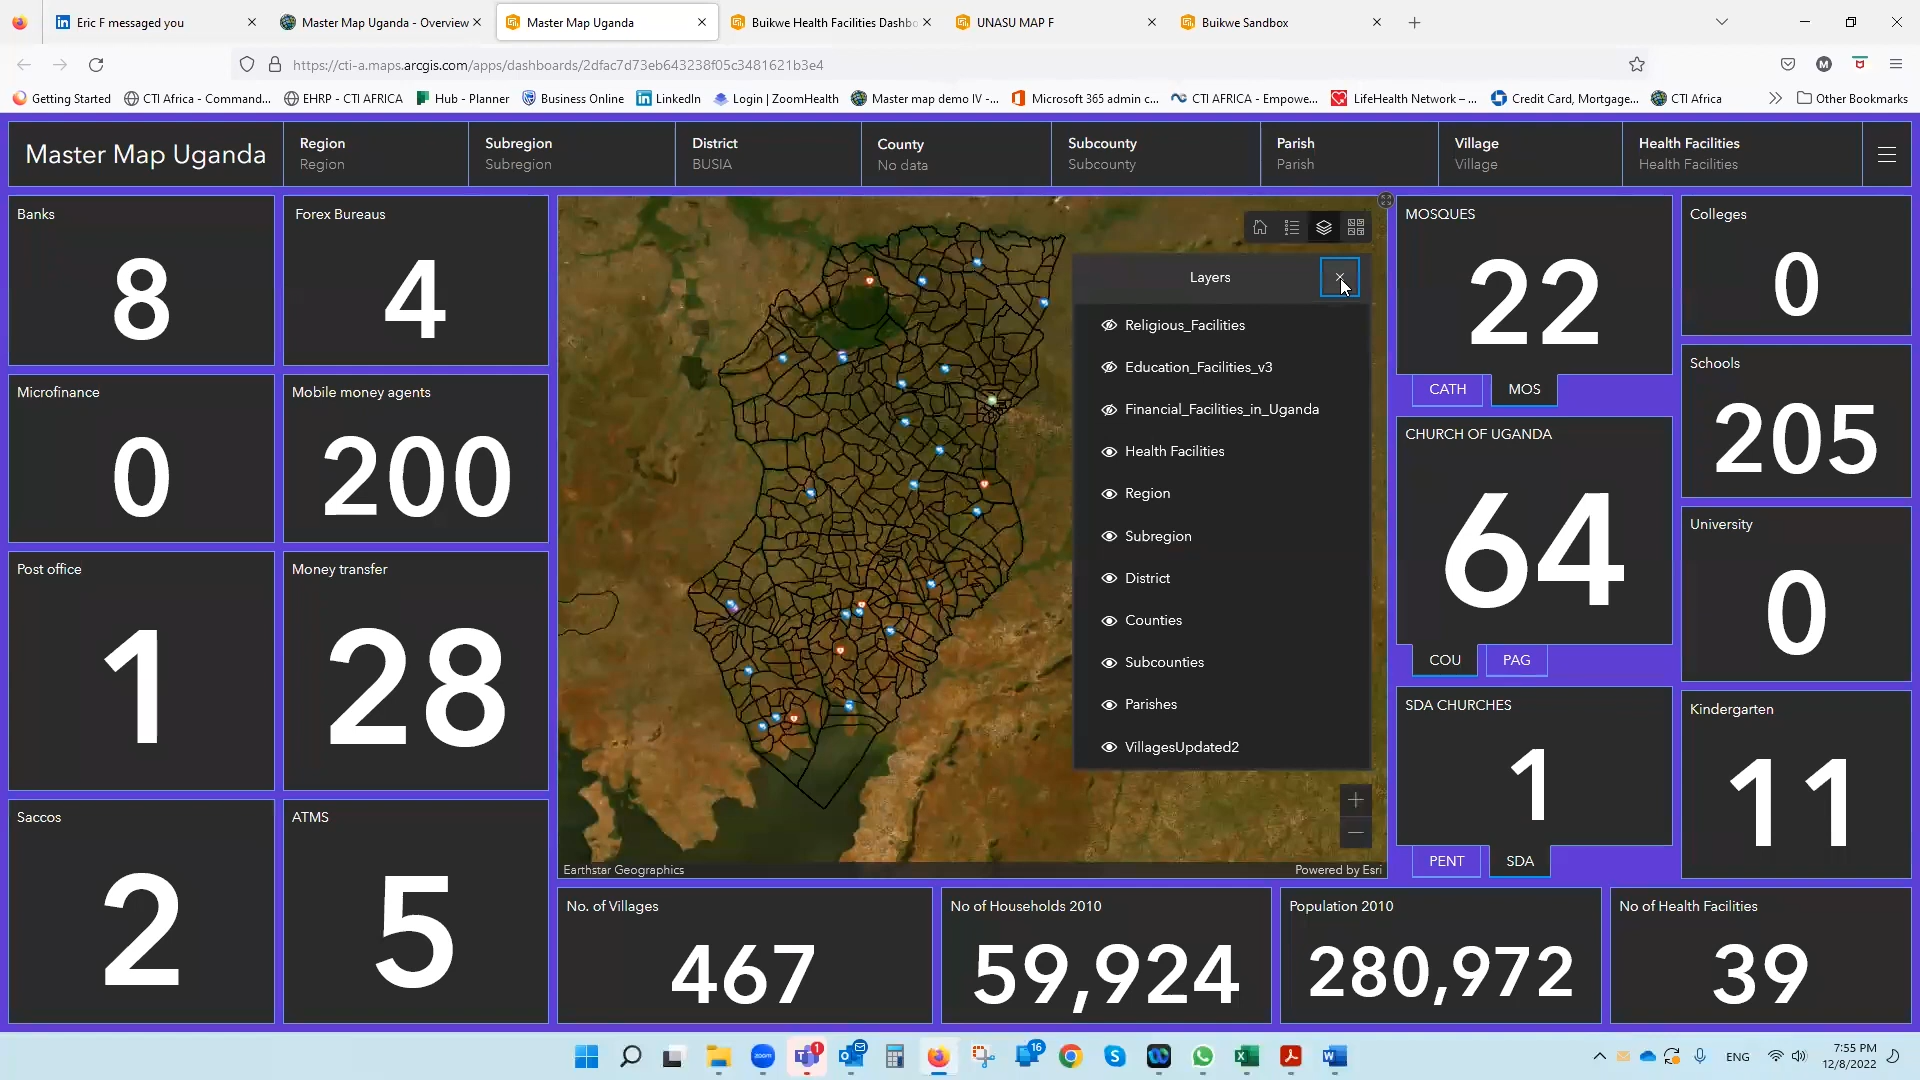 Eric F messaged you
Master Map Uganda - Overview
Master Map Uganda
Buikwe Health Facilities Dashbo
UNASU MAP F
Buikwe Sandbox
https://cti-a.maps.arcgis.com/apps/dashboards/2dfac7d73eb643238f05c3481621b3e4
Getting Started
CTI Africa - Command...
EHRP - CTI AFRICA
Hub - Planner
Business Online
LinkedIn
Login | ZoomHealth
Master map demo IV -...
Microsoft 365 admin c...
CTI AFRICA - Empowe...
LifeHealth Network – ...
Credit Card, Mortgage...
CTI Africa
Other Bookmarks
Master Map Uganda
Region
Region
Subregion
Subregion
District
BUSIA
County
No data
Subcounty
Subcounty
Parish
Parish
Village
Village
Health Facilities
Health Facilities
Banks
8
Forex Bureaus
4
Microfinance
0
Mobile money agents
200
Post office
1
Money transfer
28
Saccos
2
ATMS
5
Layers
Religious_Facilities
Education_Facilities_v3
Financial_Facilities_in_Uganda
Health Facilities
Region
Subregion
District
Counties
Subcounties
Parishes
VillagesUpdated2
Earthstar Geographics
Powered by Esri
MOSQUES
22
CATH
MOS
CHURCH OF UGANDA
64
COU
PAG
SDA CHURCHES
1
PENT
SDA
Colleges
0
Schools
205
University
0
Kindergarten
11
No. of Villages
467
No of Households 2010
59,924
Population 2010
280,972
No of Health Facilities
39
zoom
1
16
ENG
7:55 PM
12/8/2022